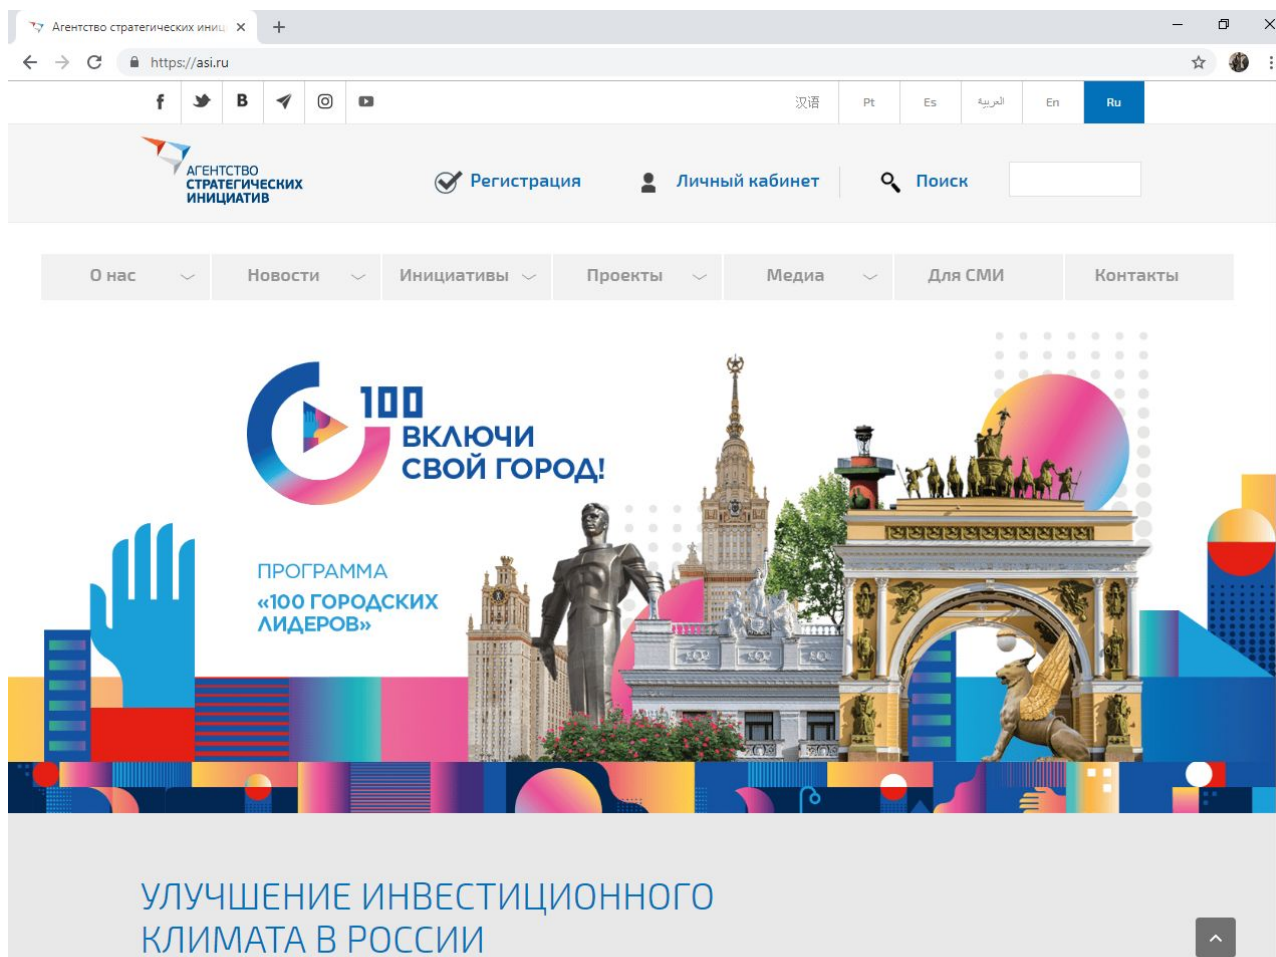 Агентство стратегических иниц
https://asi.ru
汉语 Pt Es العربية En Ru
АГЕНТСТВО
СТРАТЕГИЧЕСКИХ
ИНИЦИАТИВ
Регистрация Личный кабинет Поиск
О нас Новости Инициативы Проекты Медиа Для СМИ Контакты
100
ВКЛЮЧИ
СВОЙ ГОРОД!
ПРОГРАММА
«100 ГОРОДСКИХ
ЛИДЕРОВ»
УЛУЧШЕНИЕ ИНВЕСТИЦИОННОГО
КЛИМАТА В РОССИИ